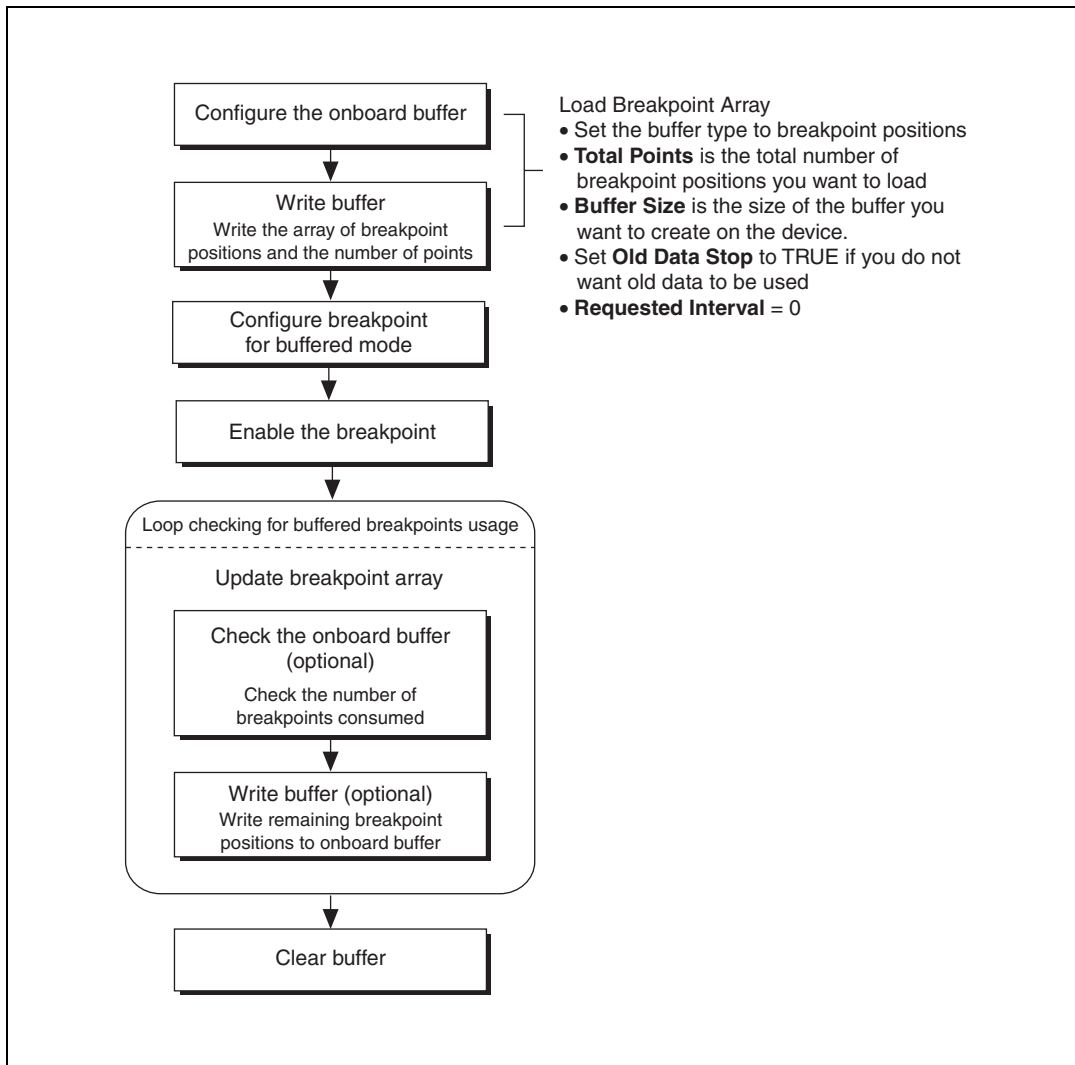 Configure the onboard buffer
Write buffer
Write the array of breakpoint
positions and the number of points
Load Breakpoint Array
• Set the buffer type to breakpoint positions
• Total Points is the total number of
breakpoint positions you want to load
• Buffer Size is the size of the buffer you
want to create on the device.
• Set Old Data Stop to TRUE if you do not
want old data to be used
• Requested Interval = 0
Configure breakpoint
for buffered mode
Enable the breakpoint
Loop checking for buffered breakpoints usage
Update breakpoint array
Check the onboard buffer
(optional)
Check the number of
breakpoints consumed
Write buffer (optional)
Write remaining breakpoint
positions to onboard buffer
Clear buffer